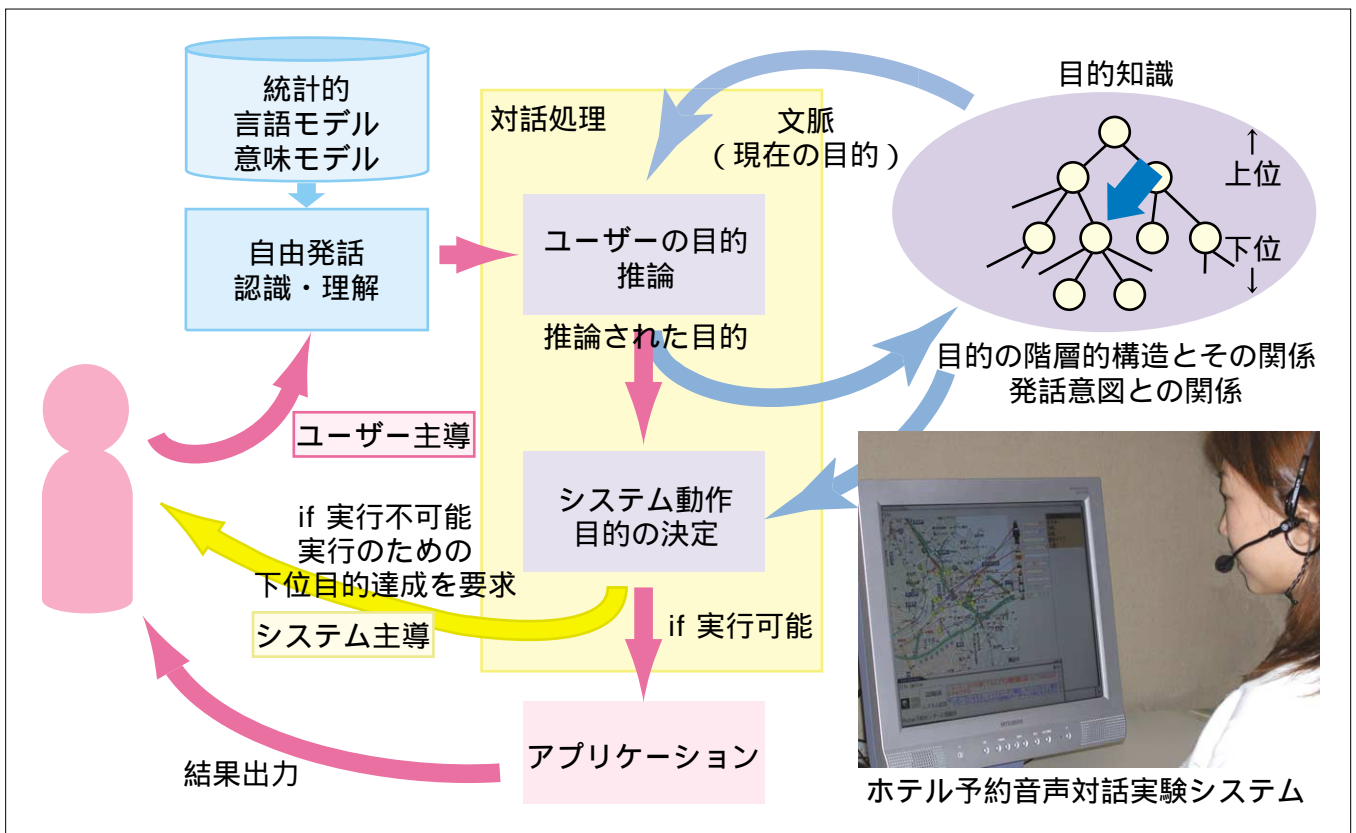 統計的
言語モデル
意味モデル
自由発話
認識・理解
対話処理
文脈
(現在の目的)
目的知識
↑
上位
下位
↓
ユーザーの目的
推論
推論された目的
目的の階層的構造とその関係
発話意図との関係
ユーザー主導
システム動作
目的の決定
if 実行不可能
実行のための
下位目的達成を要求
システム主導
if 実行可能
アプリケーション
結果出力
MITSUBISHI
ホテル予約音声対話実験システム